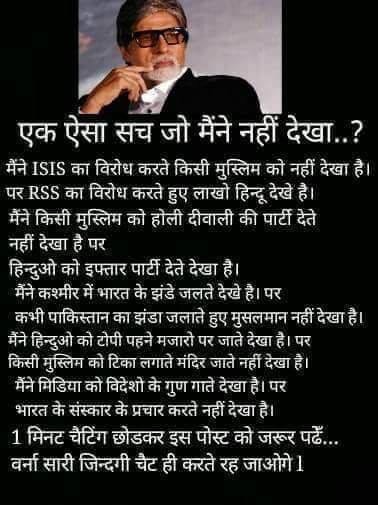 एक ऐसा सच जो मैंने नहीं देखा..?
मैंने ISIS का विरोध करते किसी मुस्लिम को नहीं देखा है।
पर RSS का विरोध करते हुए लाखो हिन्दू देखे है।
मैंने किसी मुस्लिम को होली दीवाली की पार्टी देते
नहीं देखा है पर
हिन्दुओ को इफ्तार पार्टी देते देखा है।
मैंने कश्मीर में भारत के झंडे जलते देखे है। पर
कभी पाकिस्तान का झंडा जलाते हुए मुसलमान नहीं देखा है।
मैंने हिन्दुओ को टोपी पहने मजारो पर जाते देखा है। पर
किसी मुस्लिम को टिका लगाते मंदिर जाते नहीं देखा है।
मैंने मिडिया को विदेशो के गुण गाते देखा है। पर
भारत के संस्कार के प्रचार करते नहीं देखा है।
1 मिनट चैटिंग छोडकर इस पोस्ट को जरूर पढेँ...
वर्ना सारी जिन्दगी चैट ही करते रह जाओगे l